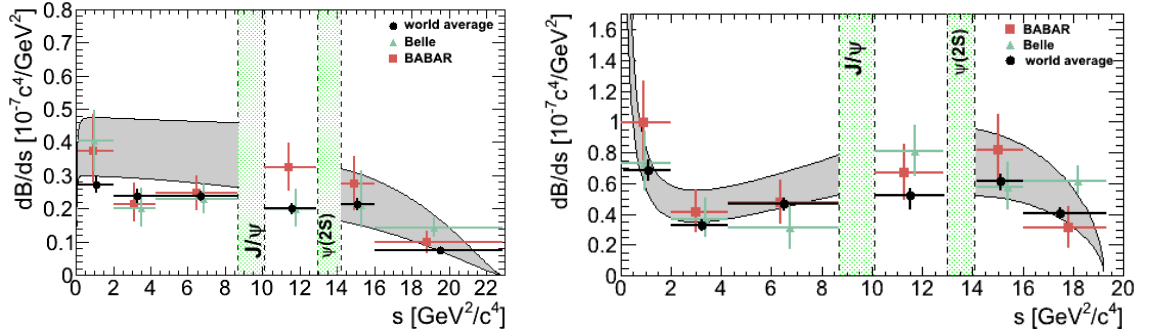 dB/ds [10⁻⁷c⁴/GeV²]
0.8
0.7
0.6
0.5
0.4
0.3
0.2
0.1
0
world average
Belle
BABAR
J/ψ
ψ(2S)
0 2 4 6 8 10 12 14 16 18 20 22
s [GeV²/c⁴]
dB/ds [10⁻⁷c⁴/GeV²]
1.6
1.4
1.2
1
0.8
0.6
0.4
0.2
0
BABAR
Belle
world average
J/ψ
ψ(2S)
0 2 4 6 8 10 12 14 16 18 20
s [GeV²/c⁴]